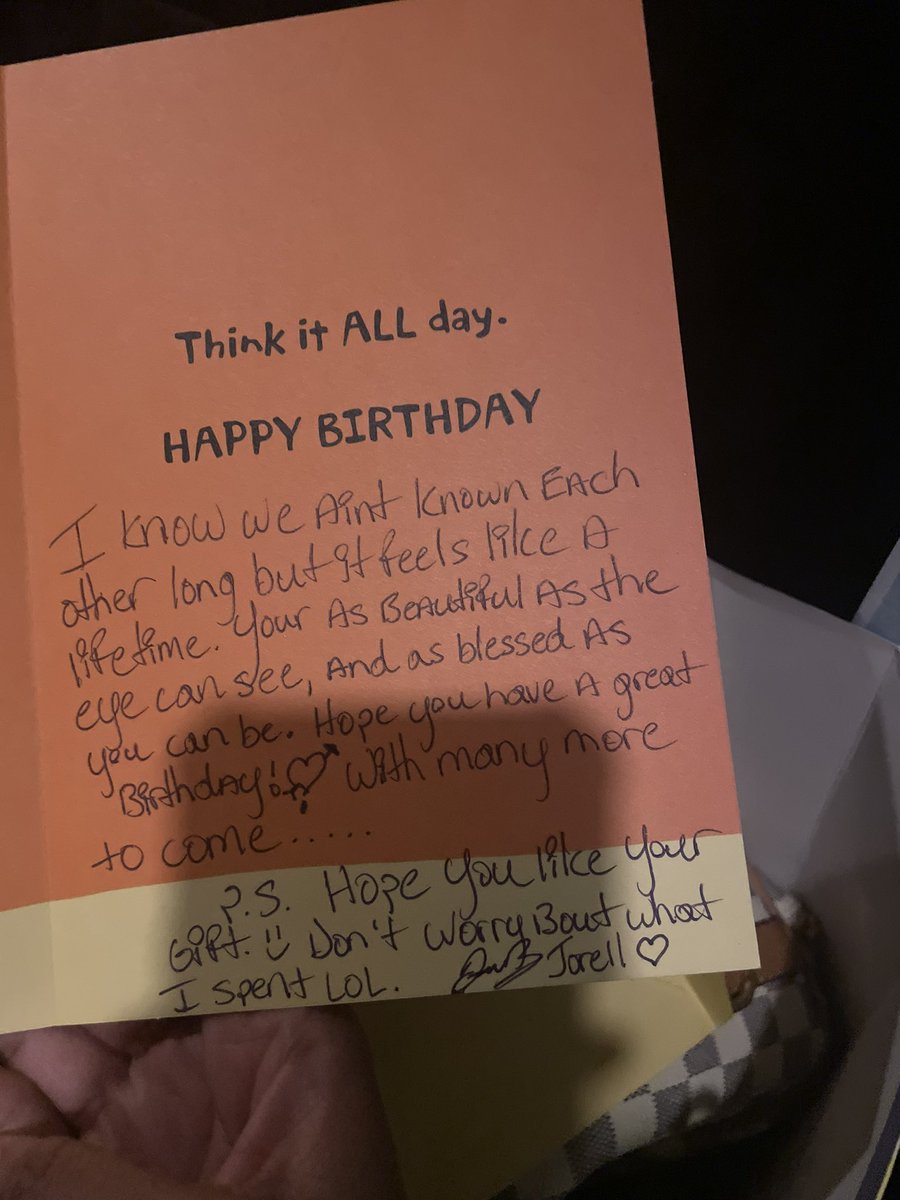 Think it ALL day.
HAPPY BIRTHDAY
I know we Aint known Each
other long but it feels like A
lifetime. Your As Beautiful As the
eye can see, And as blessed As
you can be. Hope you have A great
Birthday! With many more
to come.....
P.S. Hope you like your
Gift. Don't worry Bout what
I spent LOL. Jorell